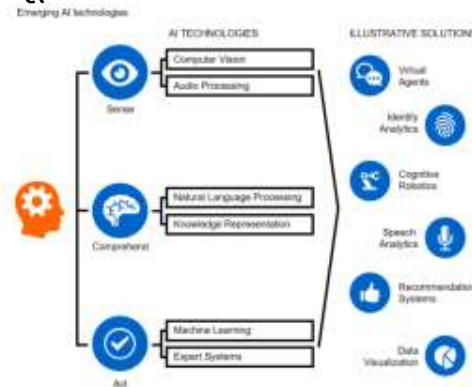 Emerging AI technologies
AI TECHNOLOGIES
ILLUSTRATIVE SOLUTIONS
Computer Vision
Audio Processing
Sense
Natural Language Processing
Knowledge Representation
Comprehend
Machine Learning
Expert Systems
Act
Virtual
Agents
Identity
Analytics
Cognitive
Robotics
Speech
Analytics
Recommendation
Systems
Data
Visualization